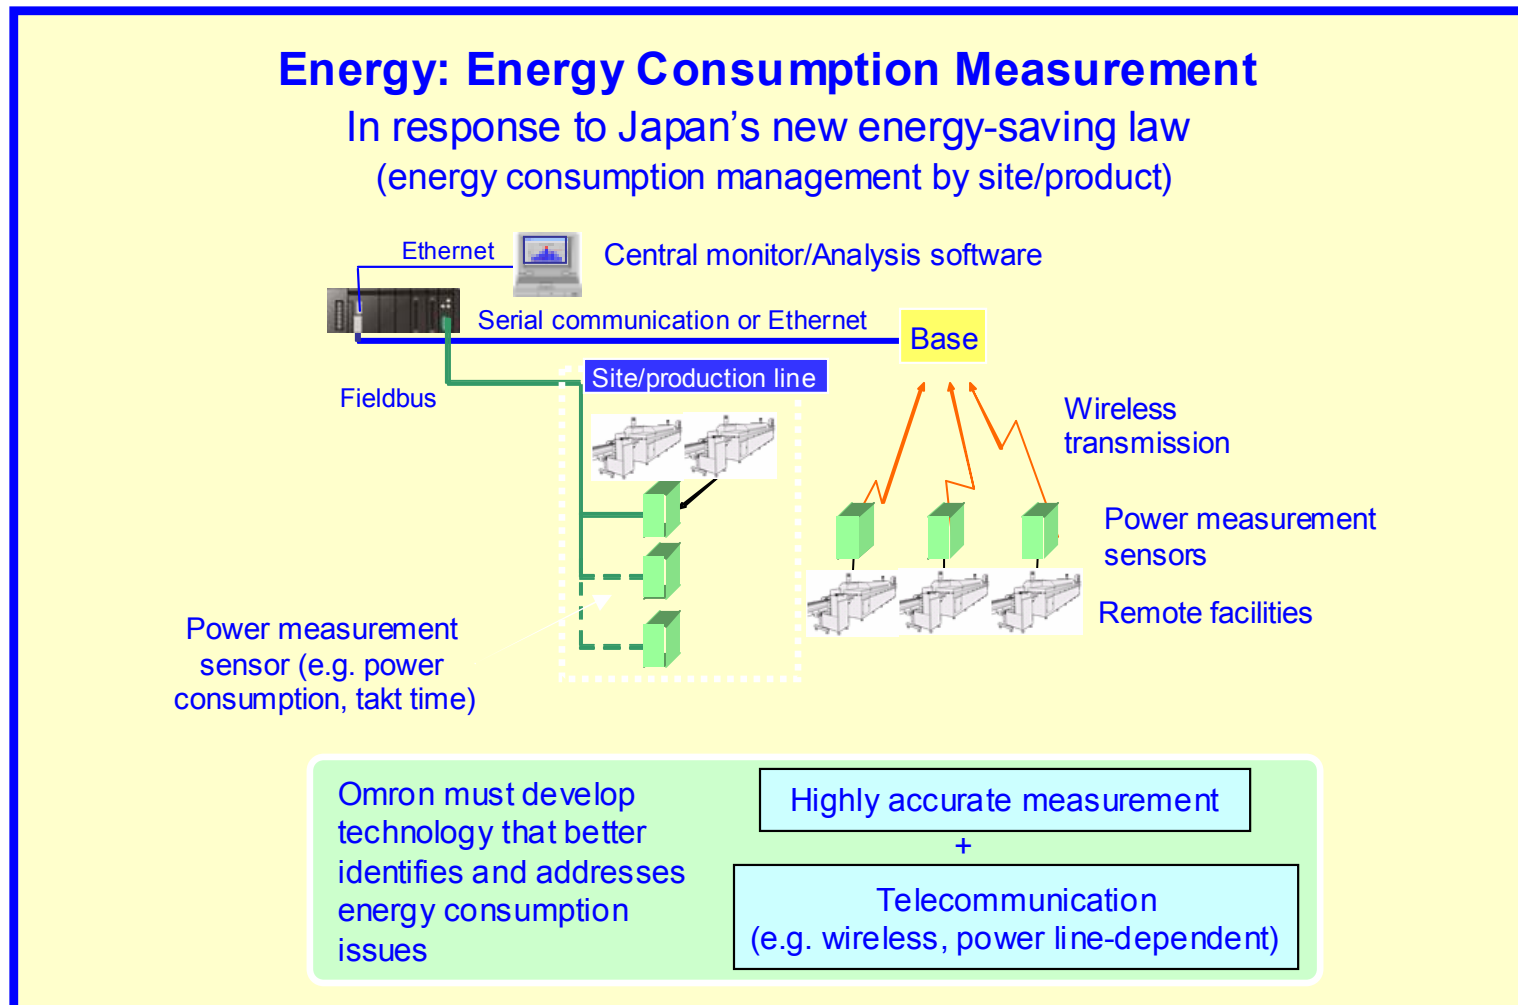 Energy: Energy Consumption Measurement
In response to Japan’s new energy-saving law
(energy consumption management by site/product)
Ethernet
Central monitor/Analysis software
Serial communication or Ethernet
Base
Site/production line
Fieldbus
Wireless
transmission
Power measurement
sensors
Remote facilities
Power measurement
sensor (e.g. power
consumption, takt time)
Omron must develop
technology that better
identifies and addresses
energy consumption
issues
Highly accurate measurement
+
Telecommunication
(e.g. wireless, power line-dependent)